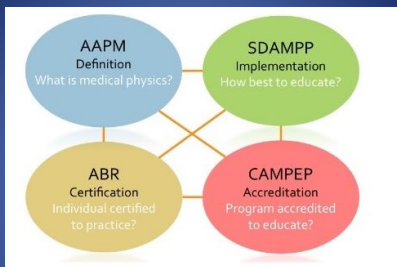 AAPM
Definition
What is medical physics?
SDAMPP
Implementation
How best to educate?
ABR
Certification
Individual certified
to practice?
CAMPEP
Accreditation
Program accredited
to educate?